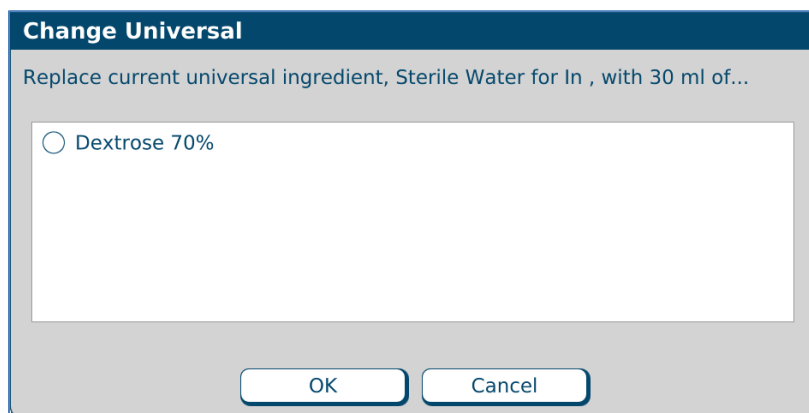 Change Universal
Replace current universal ingredient, Sterile Water for In , with 30 ml of...
Dextrose 70%
OK
Cancel